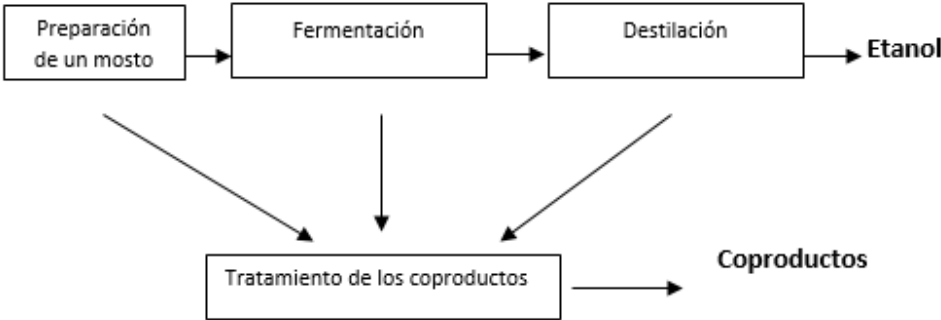 Preparación
de un mosto
Fermentación
Destilación
Etanol
Tratamiento de los coproductos
Coproductos